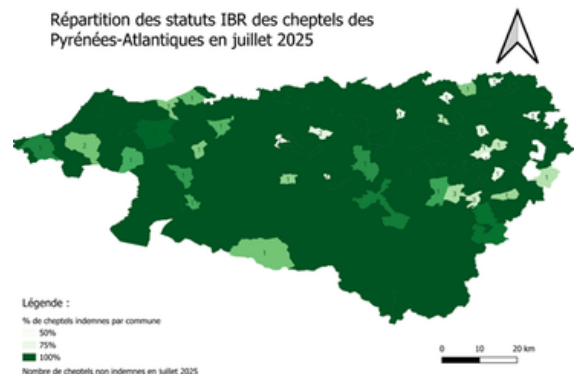 Répartition des statuts IBR des cheptels des
Pyrénées-Atlantiques en juillet 2025
Légende :
% de cheptels indemnes par commune
50%
75%
100%
Nombre de cheptels non indemnes en juillet 2025
0
10
20 km